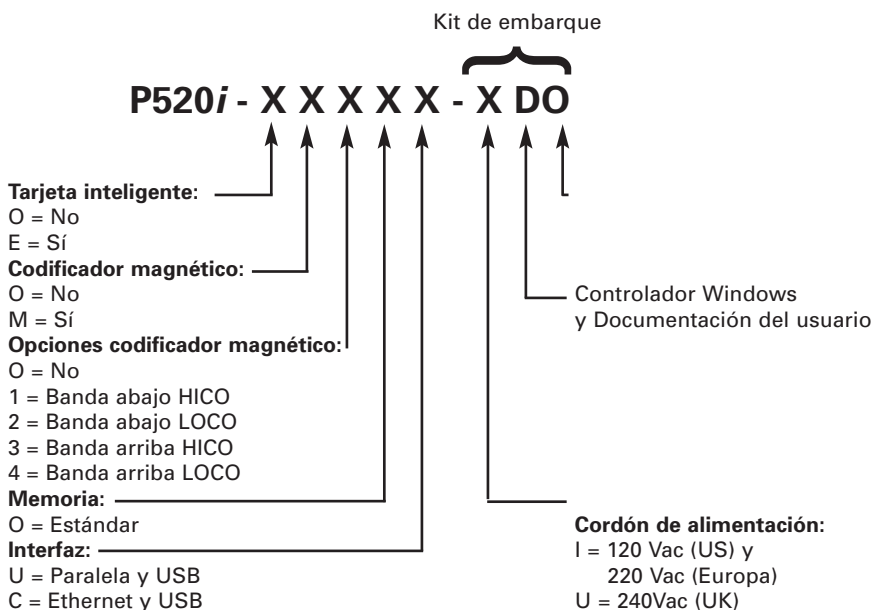 Kit de embarque
P520i - X X X X X - X DO
Tarjeta inteligente:
O = No
E = Sí
Codificador magnético:
O = No
M = Sí
Opciones codificador magnético:
O = No
1 = Banda abajo HICO
2 = Banda abajo LOCO
3 = Banda arriba HICO
4 = Banda arriba LOCO
Memoria:
O = Estándar
Interfaz:
U = Paralela y USB
C = Ethernet y USB
Controlador Windows
y Documentación del usuario
Cordón de alimentación:
I = 120 Vac (US) y
220 Vac (Europa)
U = 240Vac (UK)